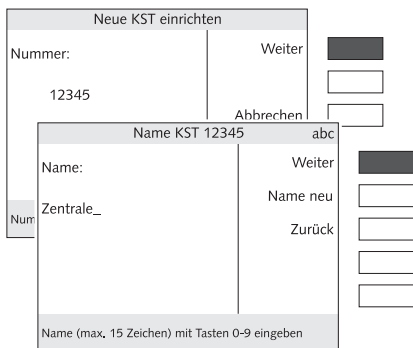 Neue KST einrichten
Nummer:
Weiter
12345
Abbrechen
Num
Name KST 12345 abc
Name:
Weiter
Name neu
Zentrale_
Zurück
Name (max. 15 Zeichen) mit Tasten 0-9 eingeben